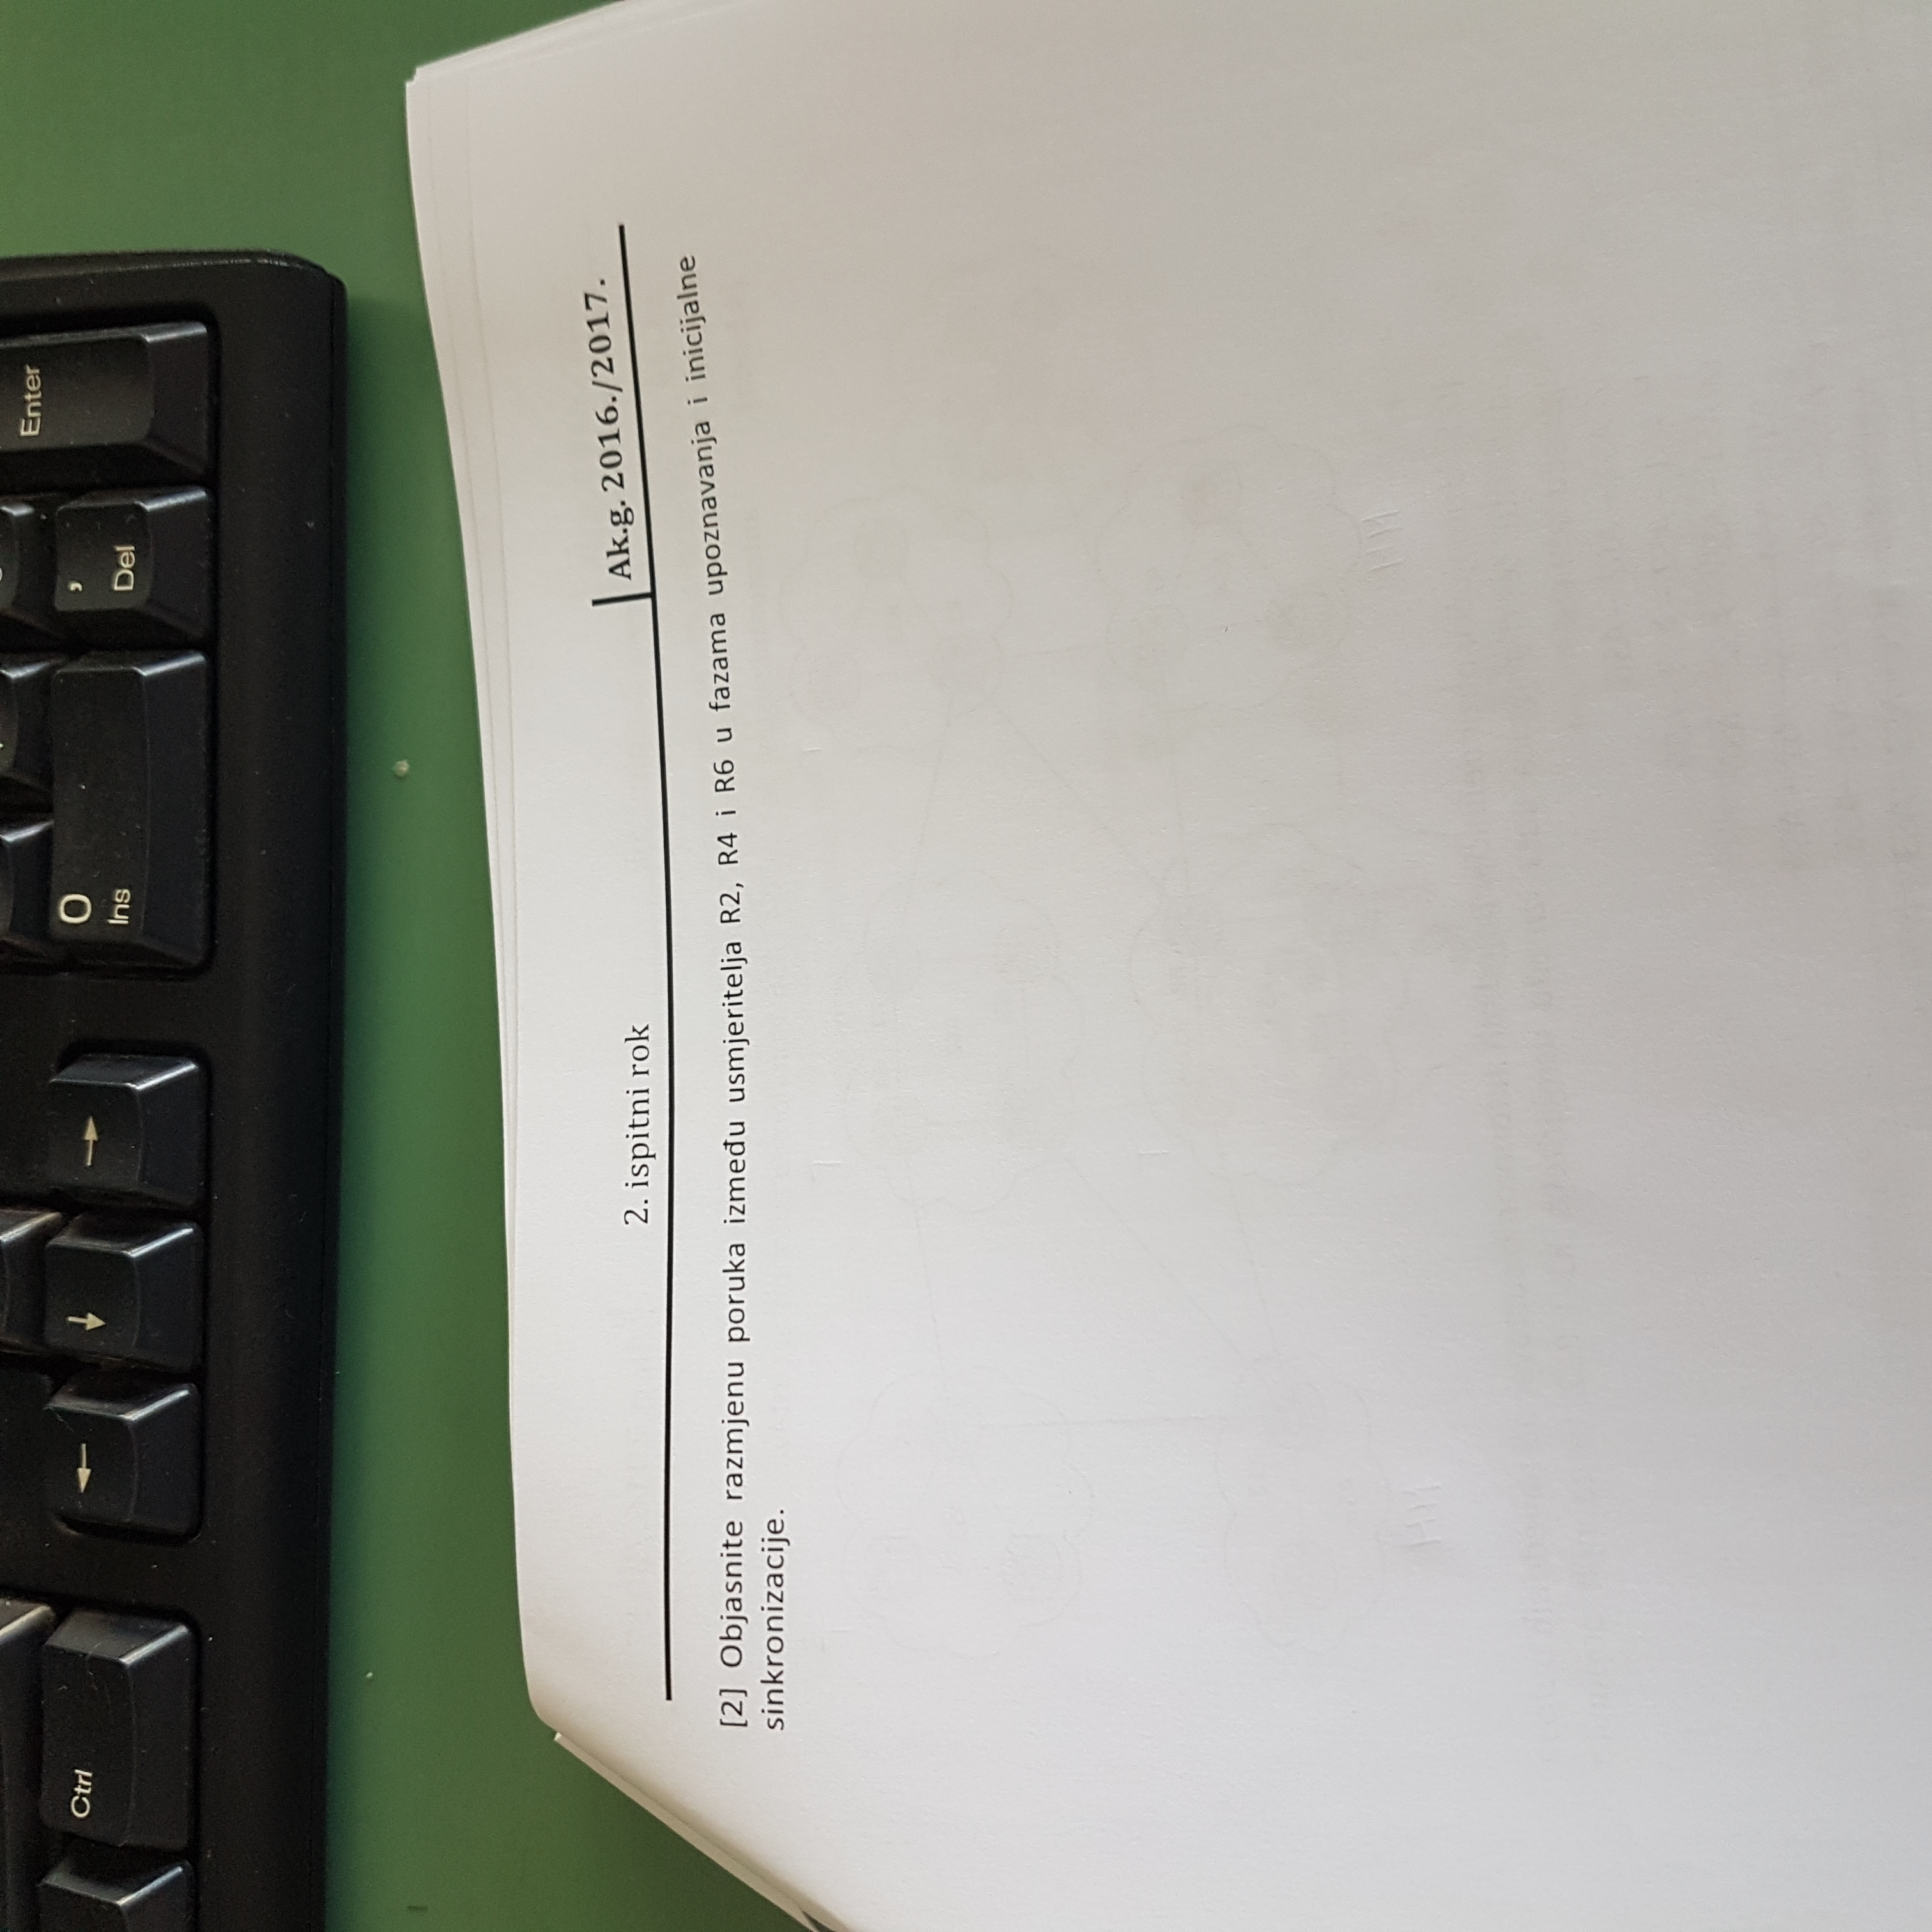 Ctrl
←
↓
→
0
Ins
,
Del
Enter
2. ispitni rok
Ak.g. 2016./2017.
[2] Objasnite razmjenu poruka između usmjeritelja R2, R4 i R6 u fazama upoznavanja i inicijalne
sinkronizacije.